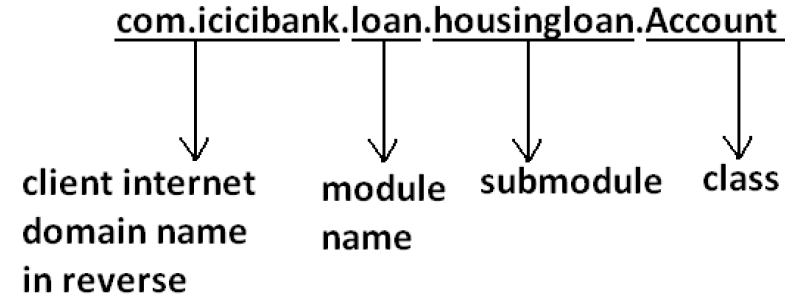 com.icicibank.loan.housingloan.Account
client internet
domain name
in reverse
module
name
submodule
class